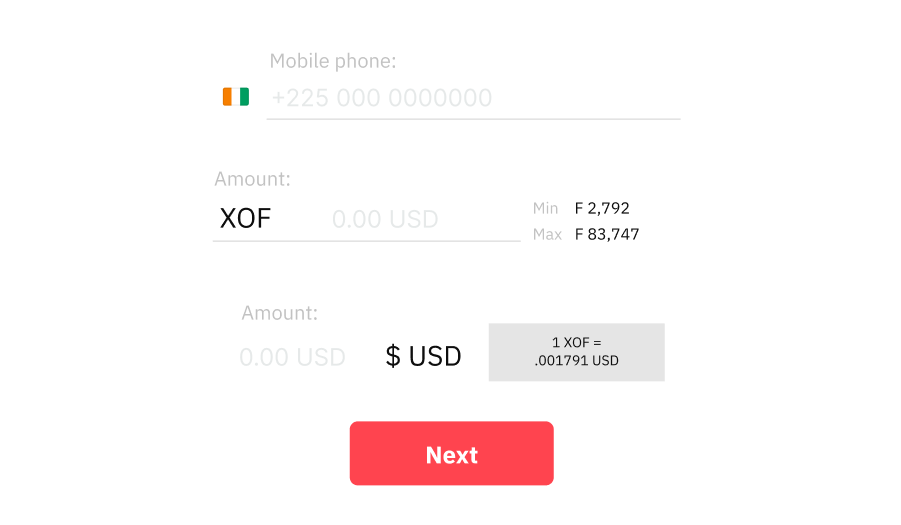 Mobile phone:
+225 000 0000000
Amount:
XOF 0.00 USD
Min F 2,792
Max F 83,747
Amount:
0.00 USD $ USD
1 XOF =
.001791 USD
Next